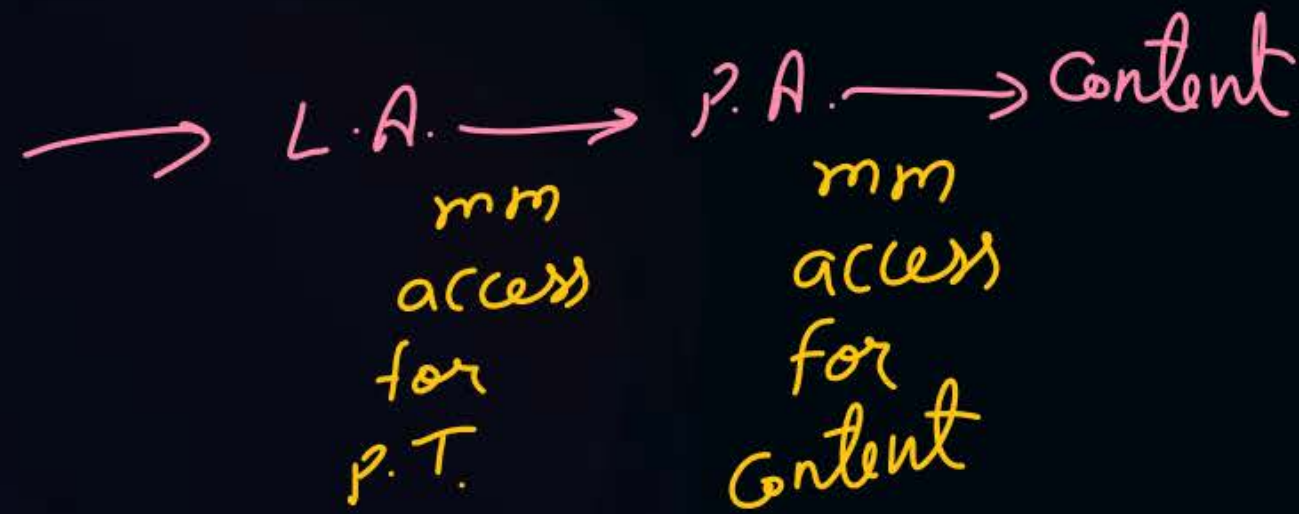 → L.A. → P.A. → Content
mm mm
access access
for for
P.T. Content